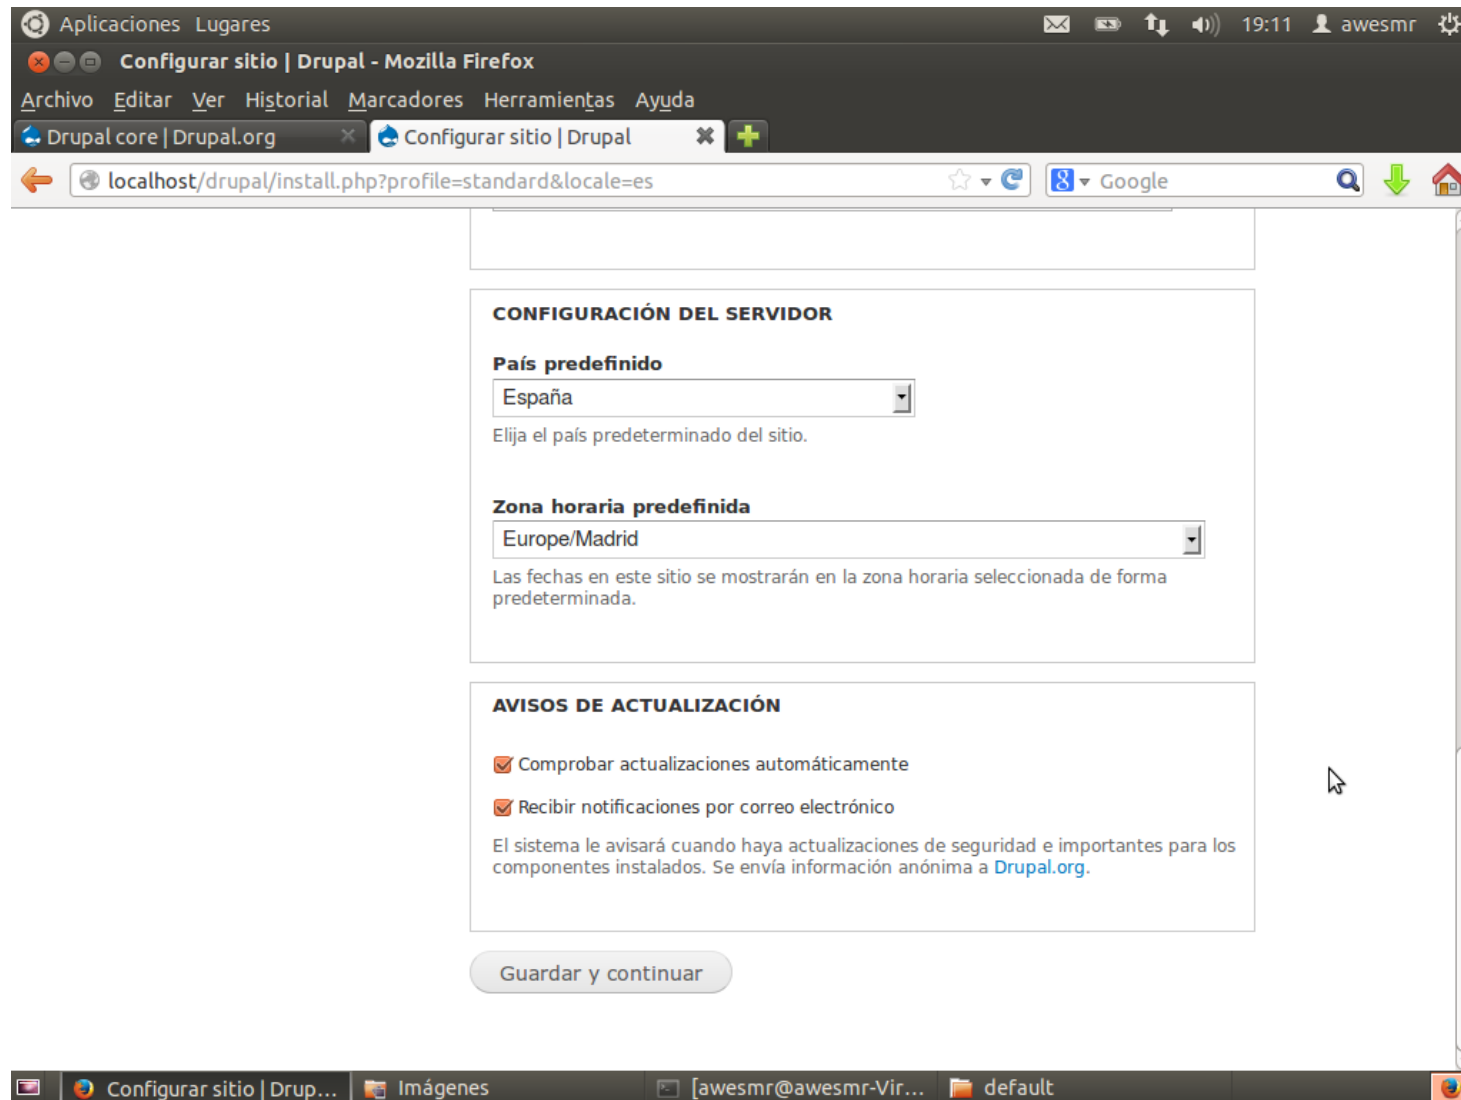 Aplicaciones Lugares
19:11 awesmr
Configurar sitio | Drupal - Mozilla Firefox
Archivo Editar Ver Historial Marcadores Herramientas Ayuda
Drupal core | Drupal.org
Configurar sitio | Drupal
localhost/drupal/install.php?profile=standard&locale=es
8 Google
CONFIGURACIÓN DEL SERVIDOR
País predefinido
España
Elija el país predeterminado del sitio.
Zona horaria predefinida
Europe/Madrid
Las fechas en este sitio se mostrarán en la zona horaria seleccionada de forma
predeterminada.
AVISOS DE ACTUALIZACIÓN
Comprobar actualizaciones automáticamente
Recibir notificaciones por correo electrónico
El sistema le avisará cuando haya actualizaciones de seguridad e importantes para los
componentes instalados. Se envía información anónima a Drupal.org.
Guardar y continuar
Configurar sitio | Drup...
Imágenes
[awesmr@awesmr-Vir...
default